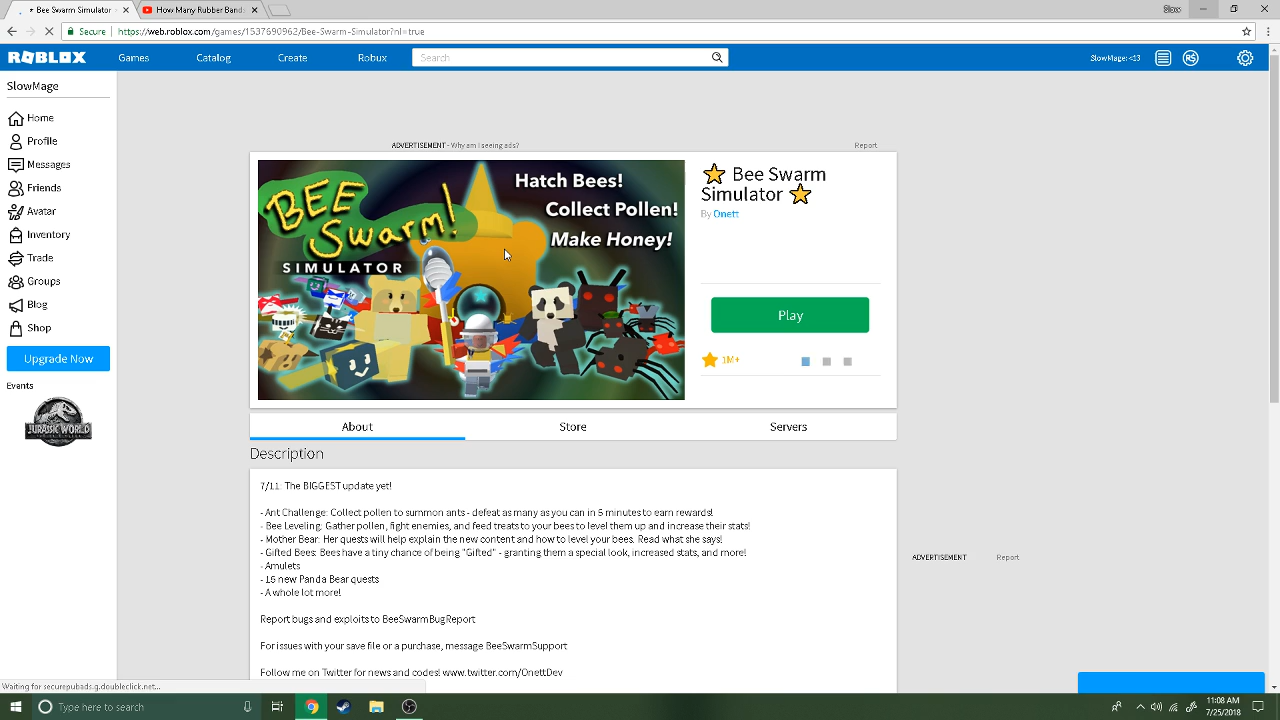 Bee Swarm Simulator
How Many Rubber Bands
Slow
Secure
https://web.roblox.com/games/1537690962/Bee-Swarm-Simulator?nl=true
ROBLOX
Games
Catalog
Create
Robux
Search
SlowMage: <13
R$
SlowMage
Home
Profile
Messages
Friends
Avatar
Inventory
Trade
Groups
Blog
Shop
Upgrade Now
Events
JURASSIC WORLD
ADVERTISEMENT - Why am I seeing ads?
Report
BEE Swarm!
SIMULATOR
Hatch Bees!
Collect Pollen!
Make Honey!
Bee Swarm
Simulator
By Onett
Play
1M+
About
Store
Servers
Description
7/11: The BIGGEST update yet!
- Ant Challenge: Collect pollen to summon ants - defeat as many as you can in 5 minutes to earn rewards!
- Bee Leveling: Gather pollen, fight enemies, and feed treats to your bees to level them up and increase their stats!
- Mother Bear: Her quests will help explain the new content and how to level your bees. Read what she says!
- Gifted Bees: Bees have a tiny chance of being "Gifted" - granting them a special look, increased stats, and more!
- Amulets
- 15 new Panda Bear quests
- A whole lot more!
Report bugs and exploits to BeeSwarmBugReport
For issues with your save file or a purchase, message BeeSwarmSupport
Follow me on Twitter for news and codes! www.twitter.com/OnettDev
ADVERTISEMENT
Report
Waiting for securepubads.g.doubleclick.net...
Type here to search
11:08 AM
7/25/2018